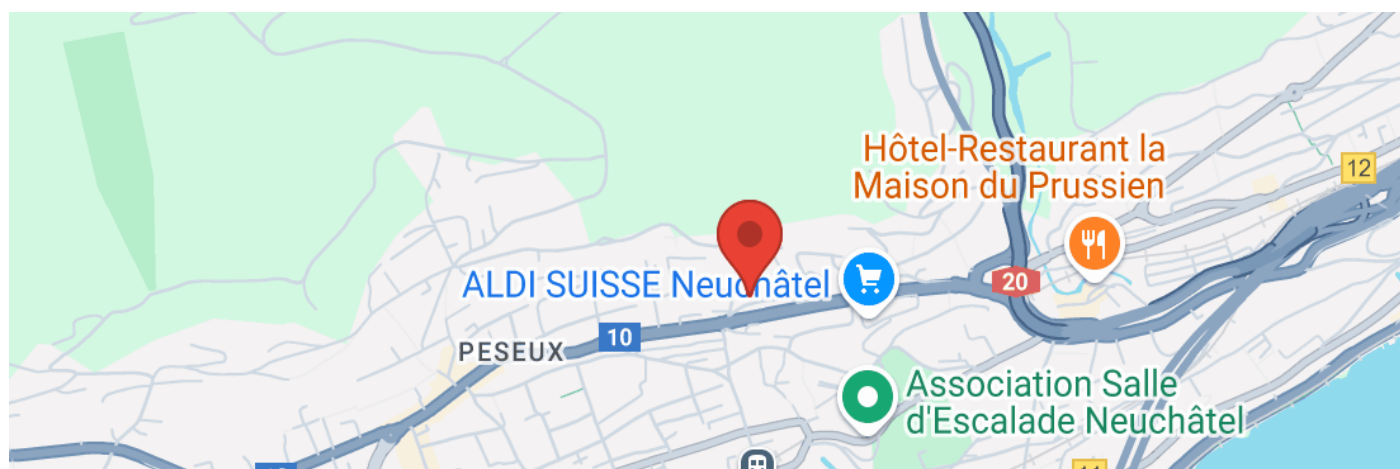 Hôtel-Restaurant la
Maison du Prussien
12
20
ALDI SUISSE Neuchâtel
10
PESEUX
Association Salle
d'Escalade Neuchâtel